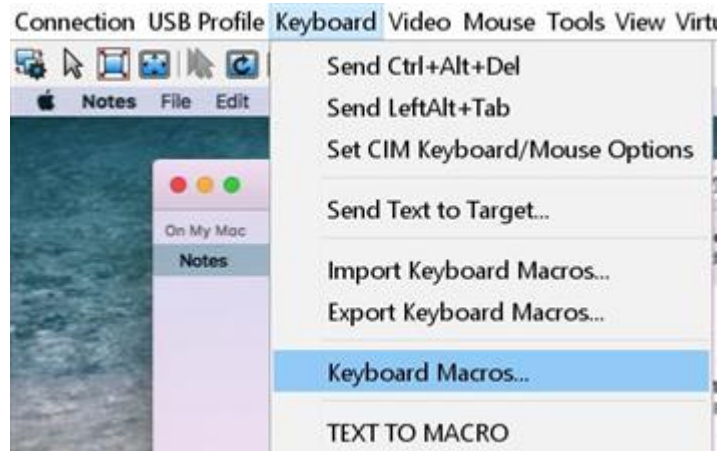 Connection USB Profile Keyboard Video Mouse Tools View
Send Ctrl+Alt+Del
Notes File Edit
Send LeftAlt+Tab
Set CIM Keyboard/Mouse Options
Send Text to Target...
On My Mac
Notes
Import Keyboard Macros...
Export Keyboard Macros...
Keyboard Macros...
TEXT TO MACRO